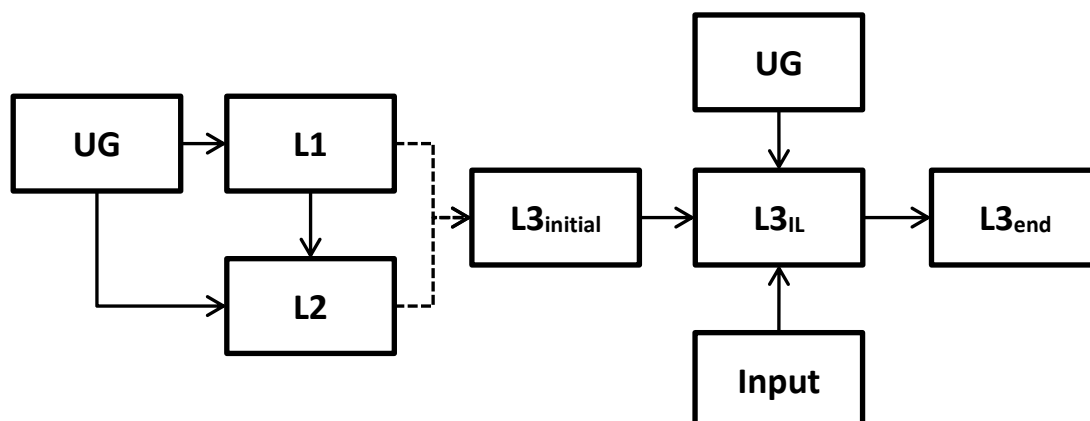 UG
UG
L1
L3initial
L3IL
L3end
L2
Input